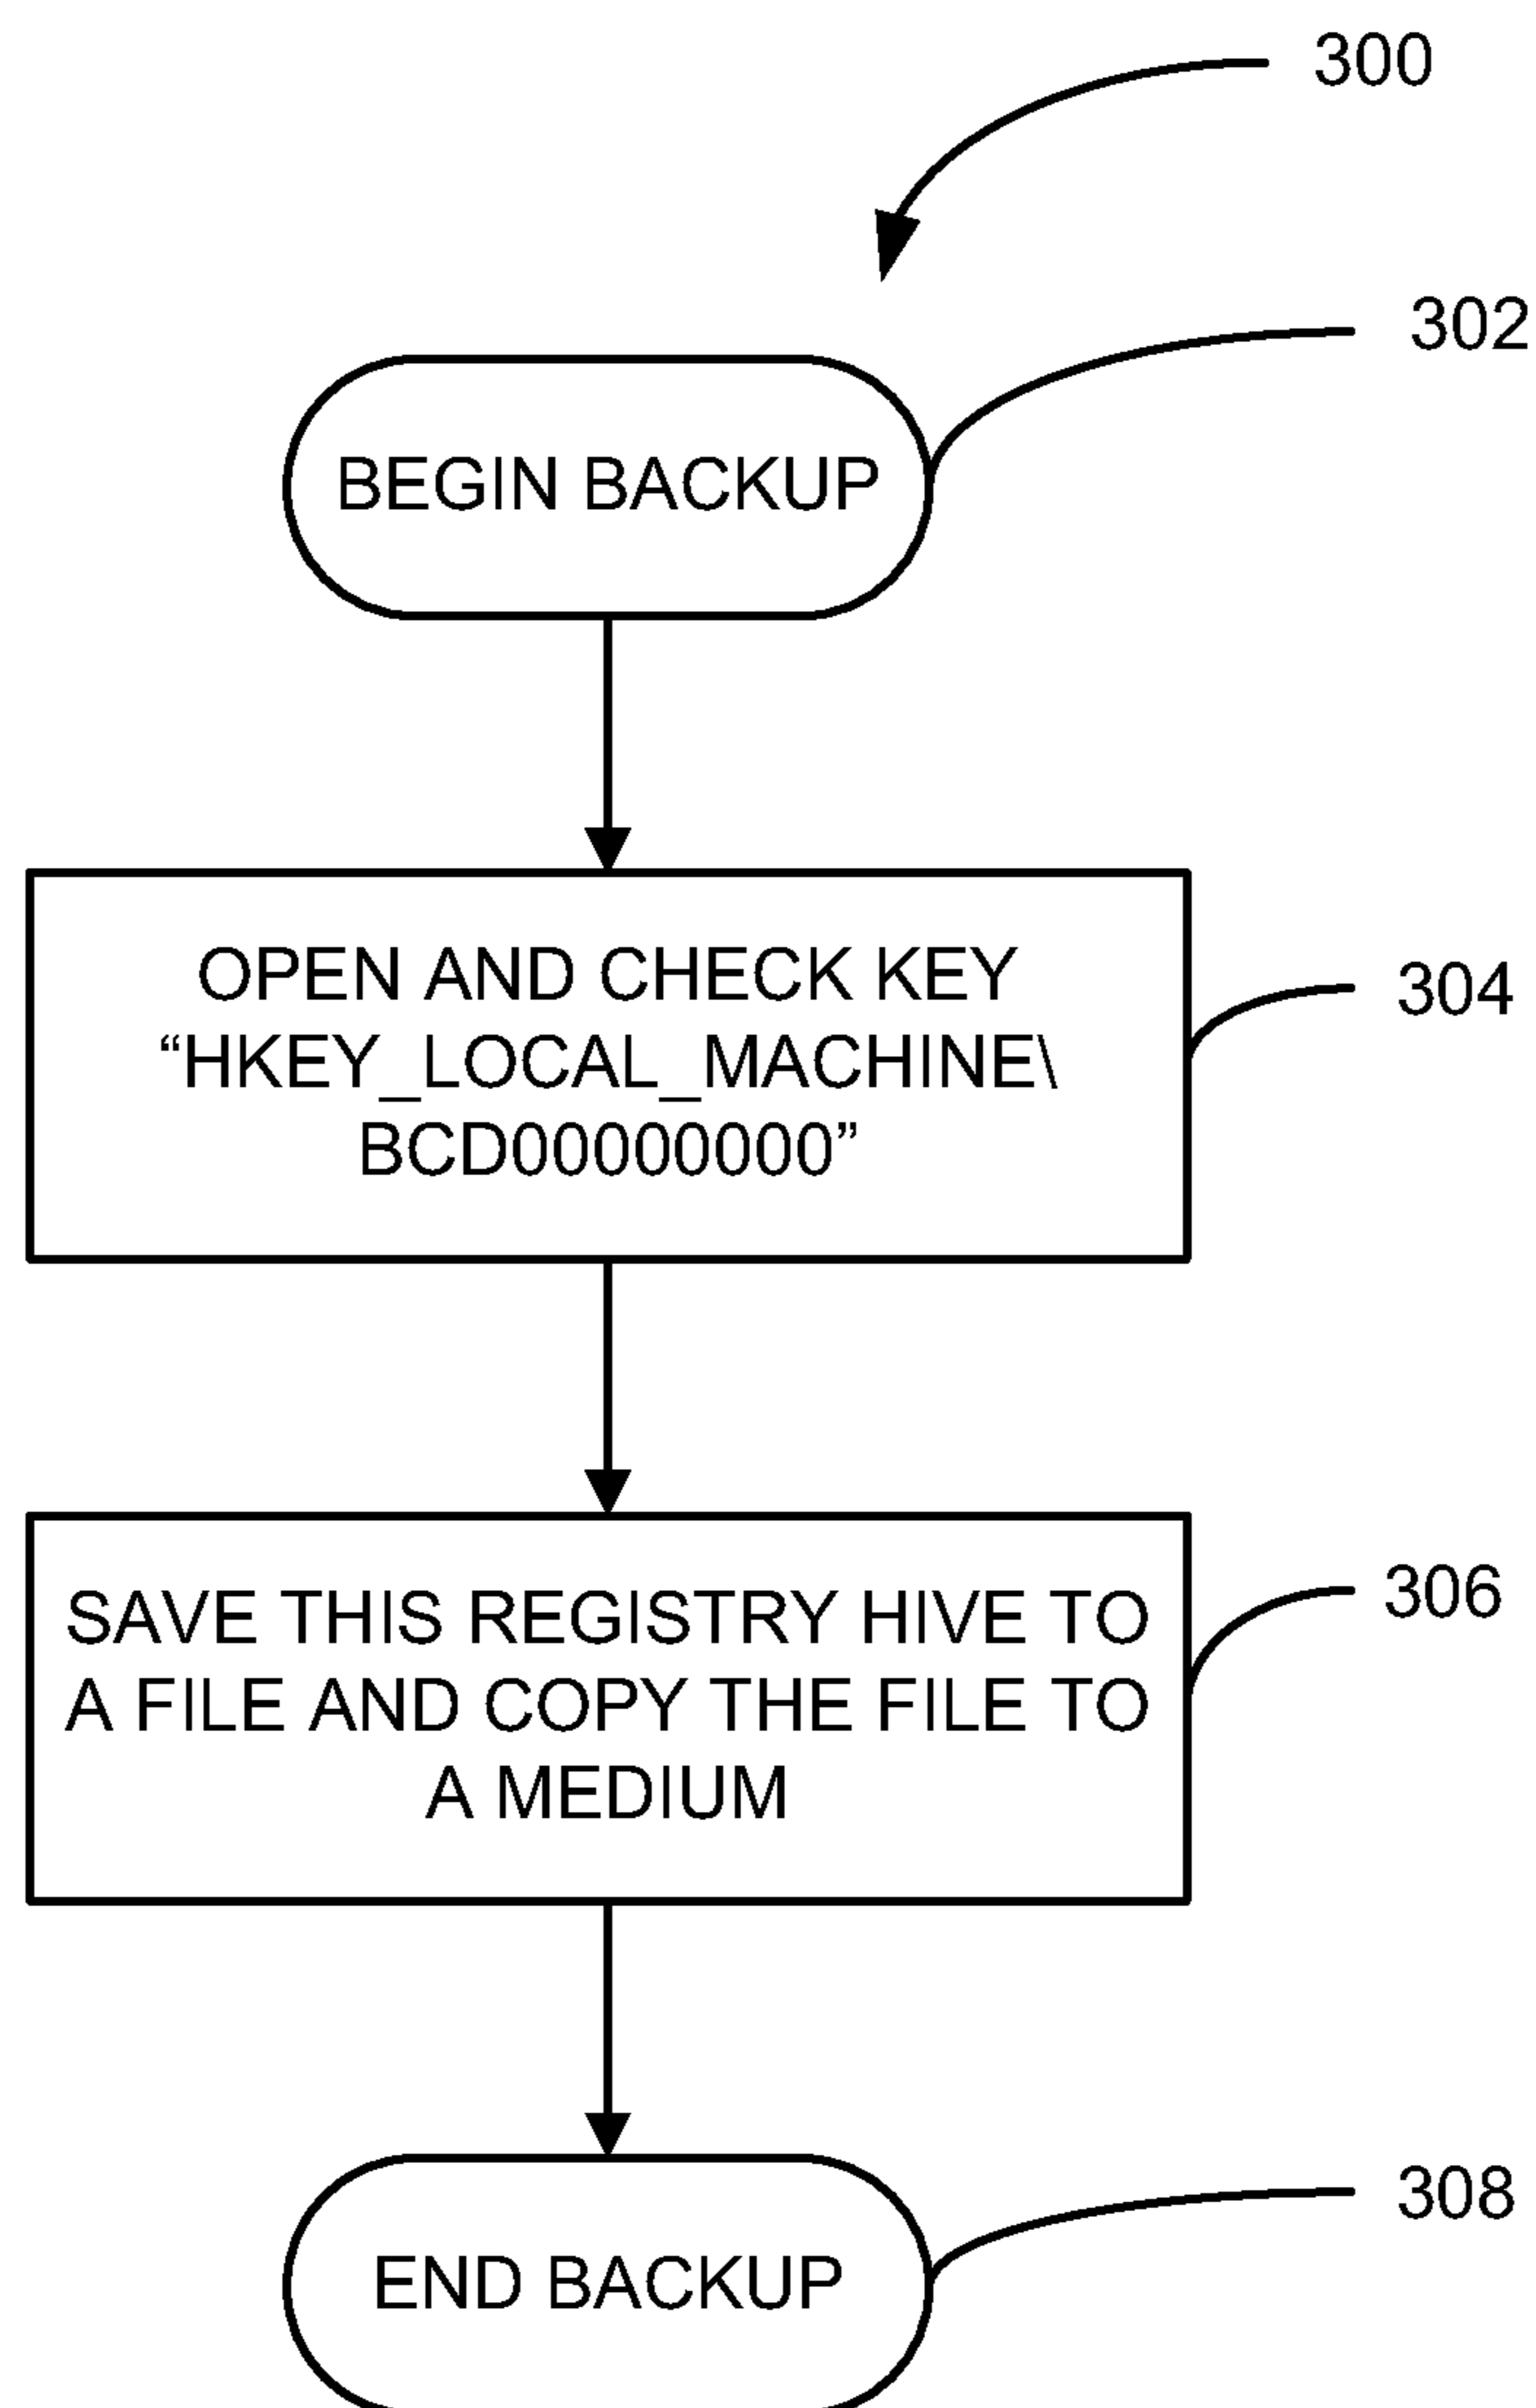 300
302
BEGIN BACKUP
304
OPEN AND CHECK KEY
“HKEY_LOCAL_MACHINE\
BCD00000000”
306
SAVE THIS REGISTRY HIVE TO
A FILE AND COPY THE FILE TO
A MEDIUM
308
END BACKUP